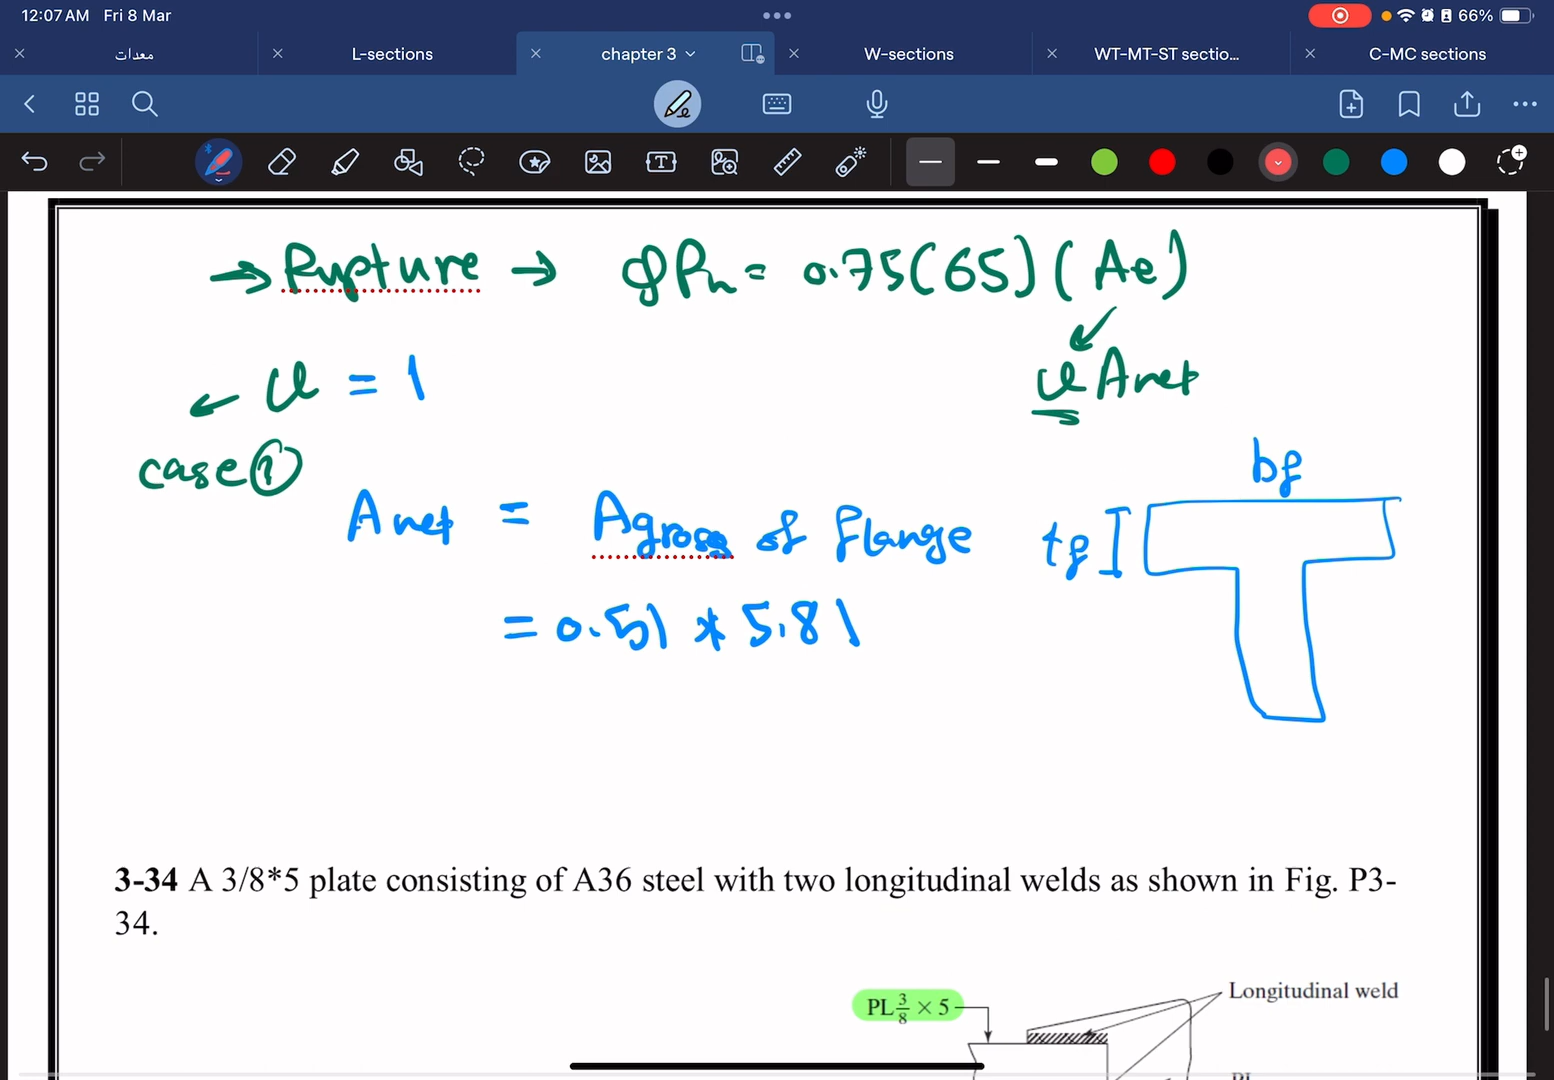 12:07 AM Fri 8 Mar
66%
معدات
L-sections
chapter 3
W-sections
WT-MT-ST sectio...
C-MC sections
→ Rupture → φPn = 0.75(65)(Ae)
U = 1
U Anet
case ①
bf
Anet = Agross of flange
tf
= 0.51 * 5.81
3-34 A 3/8*5 plate consisting of A36 steel with two longitudinal welds as shown in Fig. P3-
34.
Longitudinal weld
PL 3/8 × 5